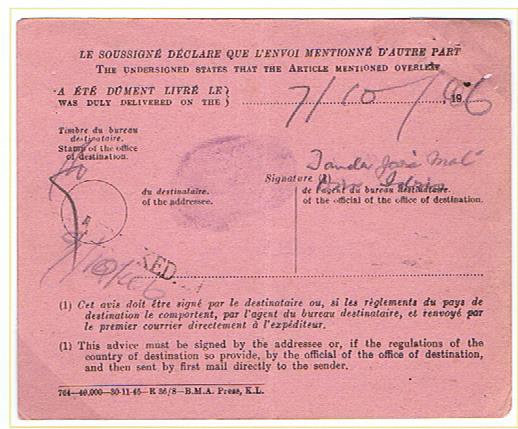 LE SOUSSIGNÉ DÉCLARE QUE L'ENVOI MENTIONNÉ D'AUTRE PART
THE UNDERSIGNED STATES THAT THE ARTICLE MENTIONED OVERLEAF
A ÉTÉ DÛMENT LIVRÉ LE}
WAS DULY DELIVERED ON THE} 7/10/ , 19 46
Timbre du bureau
destinataire.
Stamp of the office
of destination.
Signature (1)
du destinataire.
of the addressee.
de l'agent du bureau destinataire.
of the official of the office of destination.
(1) Cet avis doit être signé par le destinataire ou, si les règlements du pays de
destination le comportent, par l'agent du bureau destinataire, et renvoyé par
le premier courrier directement à l'expéditeur.
(1) This advice must be signed by the addressee or, if the regulations of the
country of destination so provide, by the official of the office of destination,
and then sent by first mail directly to the sender.
764—40,000—30-11-45—R 36/8—B.M.A. Press, K.L.